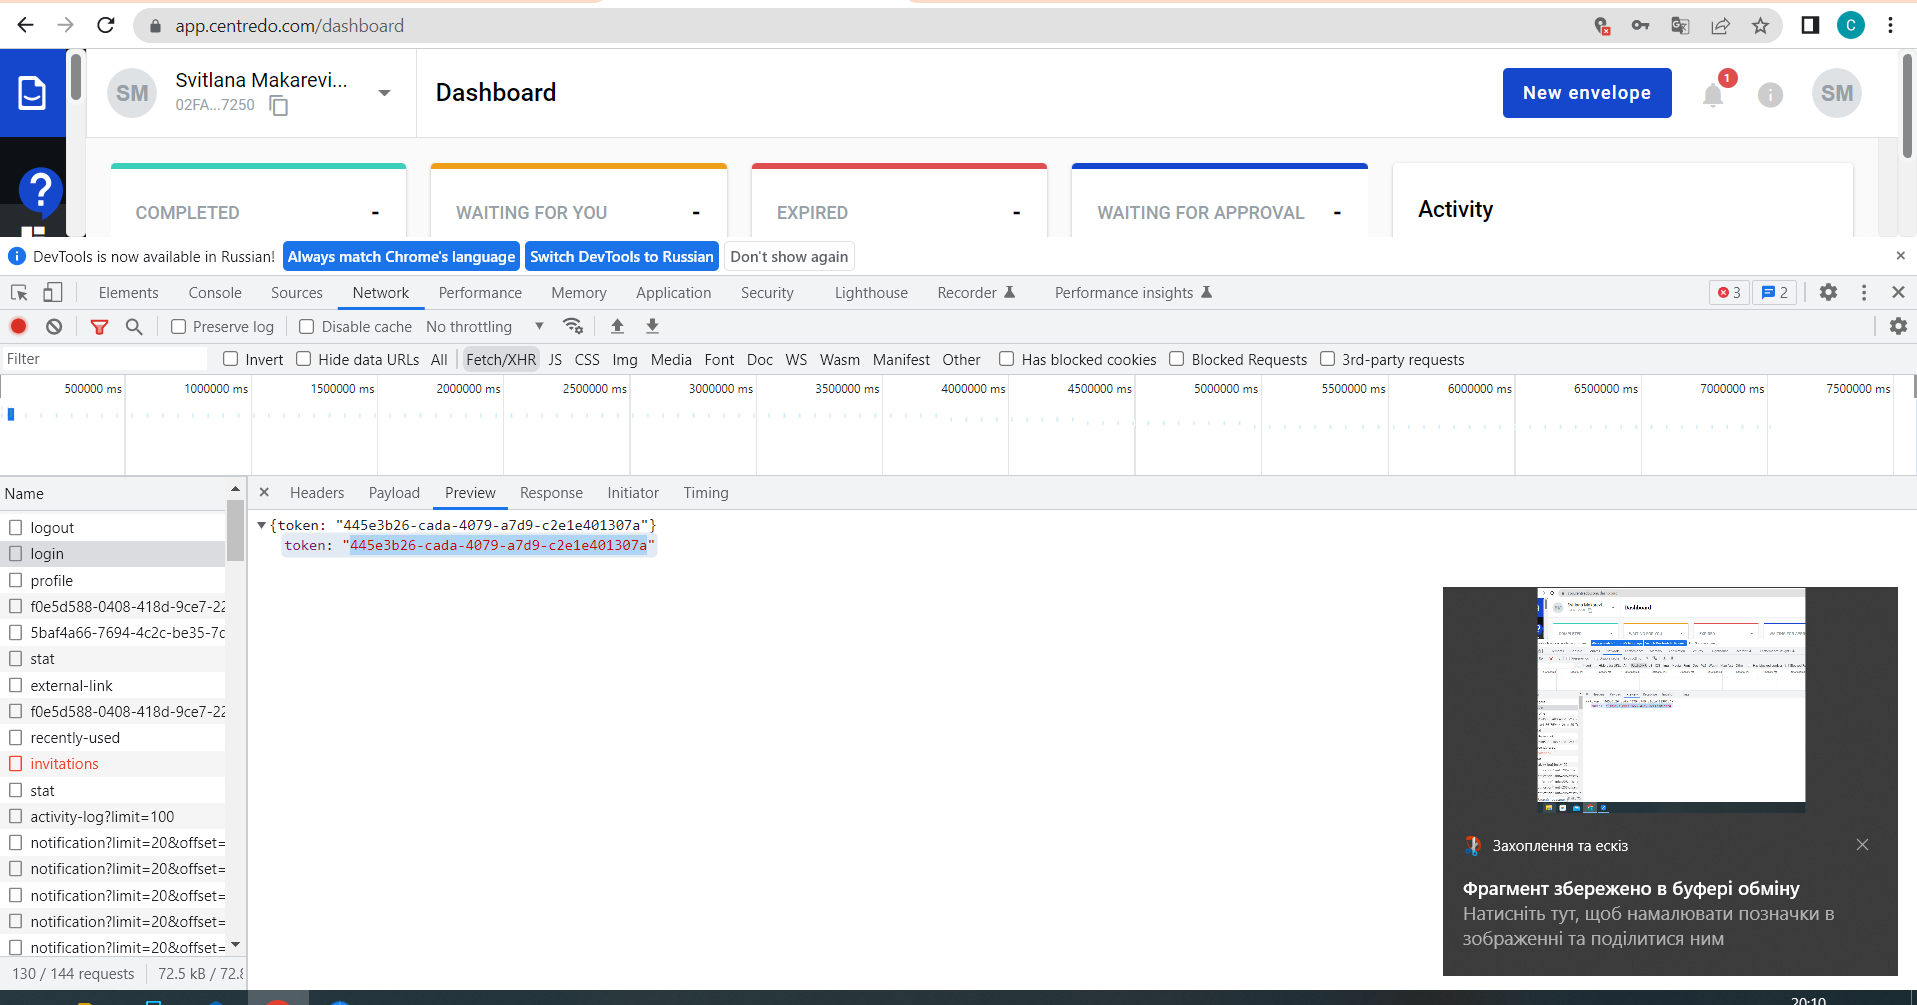 app.centredo.com/dashboard
C
SM
Svitlana Makarevi...
02FA...7250
Dashboard
New envelope
1
SM
?
COMPLETED -
WAITING FOR YOU -
EXPIRED -
WAITING FOR APPROVAL -
Activity
DevTools is now available in Russian!
Always match Chrome's language
Switch DevTools to Russian
Don't show again
Elements Console Sources Network Performance Memory Application Security Lighthouse Recorder Performance insights 3 2
Preserve log Disable cache No throttling
Filter Invert Hide data URLs All Fetch/XHR JS CSS Img Media Font Doc WS Wasm Manifest Other Has blocked cookies Blocked Requests 3rd-party requests
500000 ms 1000000 ms 1500000 ms 2000000 ms 2500000 ms 3000000 ms 3500000 ms 4000000 ms 4500000 ms 5000000 ms 5500000 ms 6000000 ms 6500000 ms 7000000 ms 7500000 ms
Name
Headers Payload Preview Response Initiator Timing
{token: "445e3b26-cada-4079-a7d9-c2e1e401307a"}
token: "445e3b26-cada-4079-a7d9-c2e1e401307a"
logout
login
profile
f0e5d588-0408-418d-9ce7-22
5baf4a66-7694-4c2c-be35-7c
stat
external-link
f0e5d588-0408-418d-9ce7-22
recently-used
invitations
stat
activity-log?limit=100
notification?limit=20&offset=
notification?limit=20&offset=
notification?limit=20&offset=
notification?limit=20&offset=
notification?limit=20&offset=
130 / 144 requests 72.5 kB / 72.8
Захоплення та ескіз
Фрагмент збережено в буфері обміну
Натисніть тут, щоб намалювати позначки в
зображенні та поділитися ним
20:10